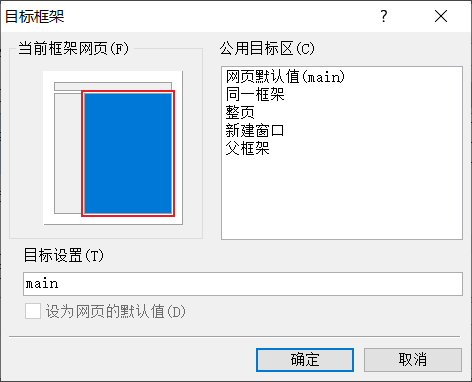 目标框架
当前框架网页(F)
公用目标区(C)
网页默认值(main)
同一框架
整页
新建窗口
父框架
目标设置(T)
main
设为网页的默认值(D)
确定
取消